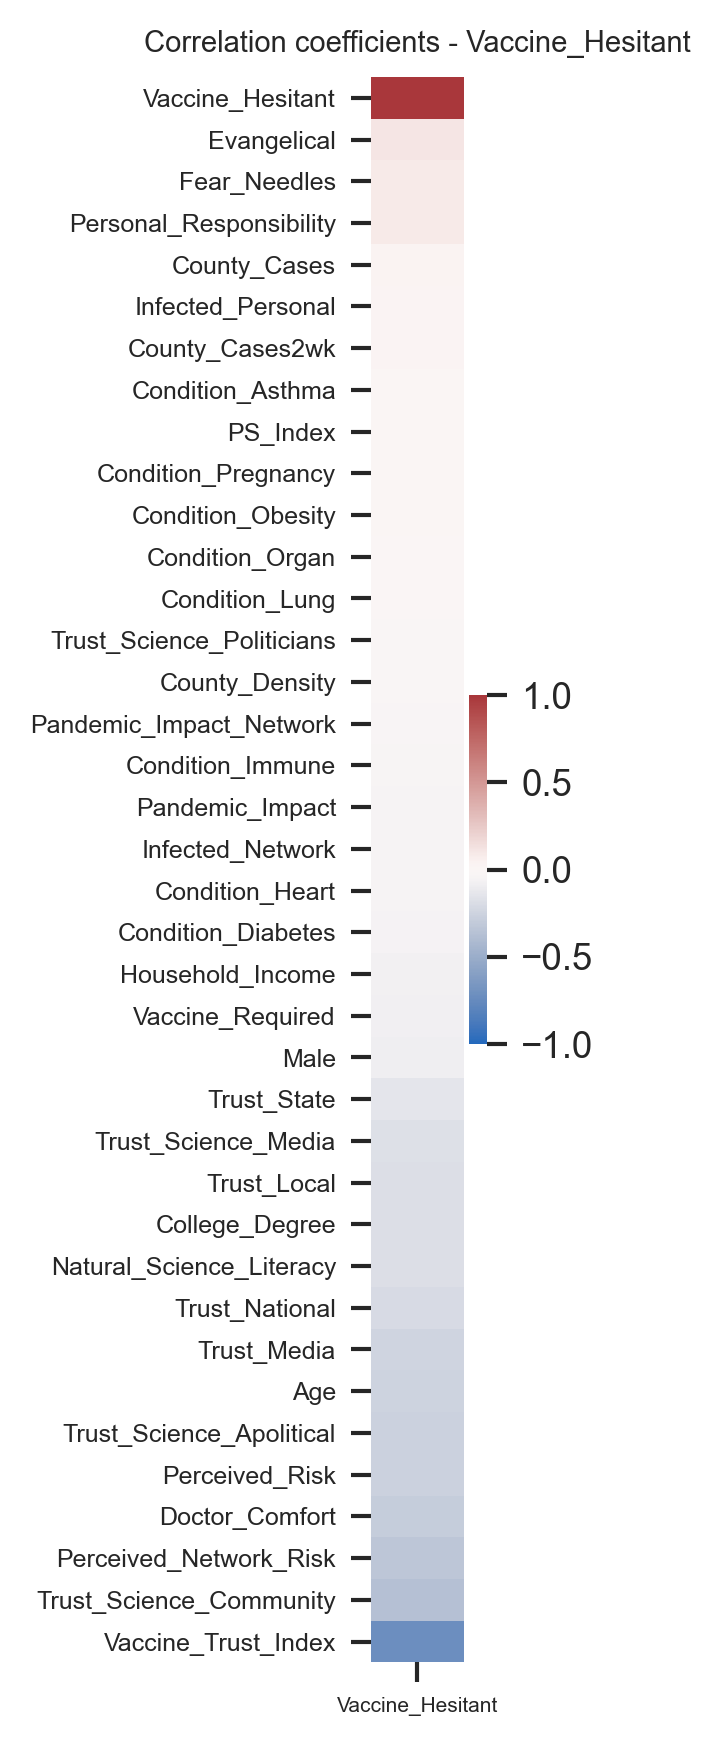 Correlation coefficients - Vaccine_Hesitant
Vaccine_Hesitant
Evangelical
Fear_Needles
Personal_Responsibility
County_Cases
Infected_Personal
County_Cases2wk
Condition_Asthma
PS_Index
Condition_Pregnancy
Condition_Obesity
Condition_Organ
Condition_Lung
Trust_Science_Politicians
County_Density
Pandemic_Impact_Network
Condition_Immune
Pandemic_Impact
Infected_Network
Condition_Heart
Condition_Diabetes
Household_Income
Vaccine_Required
Male
Trust_State
Trust_Science_Media
Trust_Local
College_Degree
Natural_Science_Literacy
Trust_National
Trust_Media
Age
Trust_Science_Apolitical
Perceived_Risk
Doctor_Comfort
Perceived_Network_Risk
Trust_Science_Community
Vaccine_Trust_Index
Vaccine_Hesitant
1.0
0.5
0.0
−0.5
−1.0